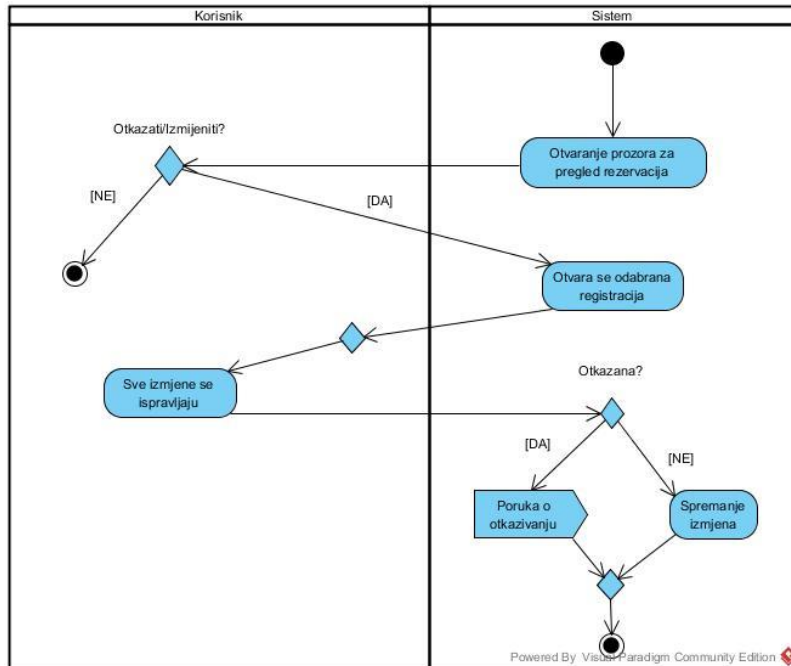 Korisnik
Sistem
Otkazati/Izmijeniti?
Otvaranje prozora za
pregled rezervacija
[NE]
[DA]
Otvara se odabrana
registracija
Sve izmjene se
ispravljaju
Otkazana?
[DA]
[NE]
Poruka o
otkazivanju
Spremanje
izmjena
Powered By Visual Paradigm Community Edition